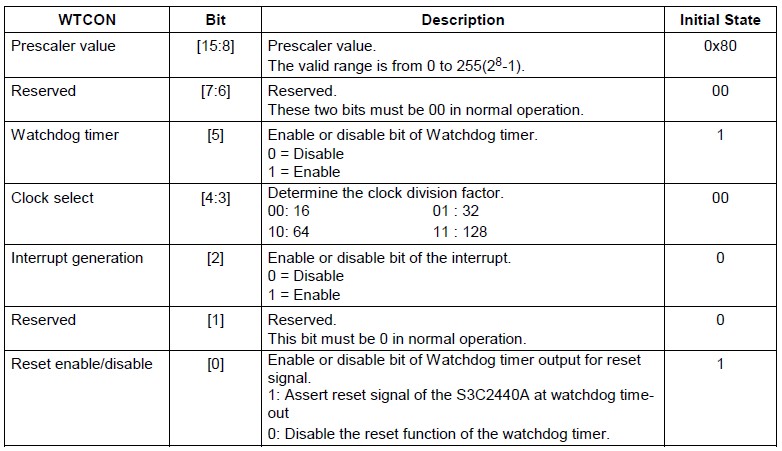 WTCON Bit Description Initial State
Prescaler value [15:8] Prescaler value. 0x80
The valid range is from 0 to 255(2⁸-1).
Reserved [7:6] Reserved. 00
These two bits must be 00 in normal operation.
Watchdog timer [5] Enable or disable bit of Watchdog timer. 1
0 = Disable
1 = Enable
Clock select [4:3] Determine the clock division factor. 00
00: 16 01 : 32
10: 64 11 : 128
Interrupt generation [2] Enable or disable bit of the interrupt. 0
0 = Disable
1 = Enable
Reserved [1] Reserved. 0
This bit must be 0 in normal operation.
Reset enable/disable [0] Enable or disable bit of Watchdog timer output for reset 1
signal.
1: Assert reset signal of the S3C2440A at watchdog time-
out
0: Disable the reset function of the watchdog timer.